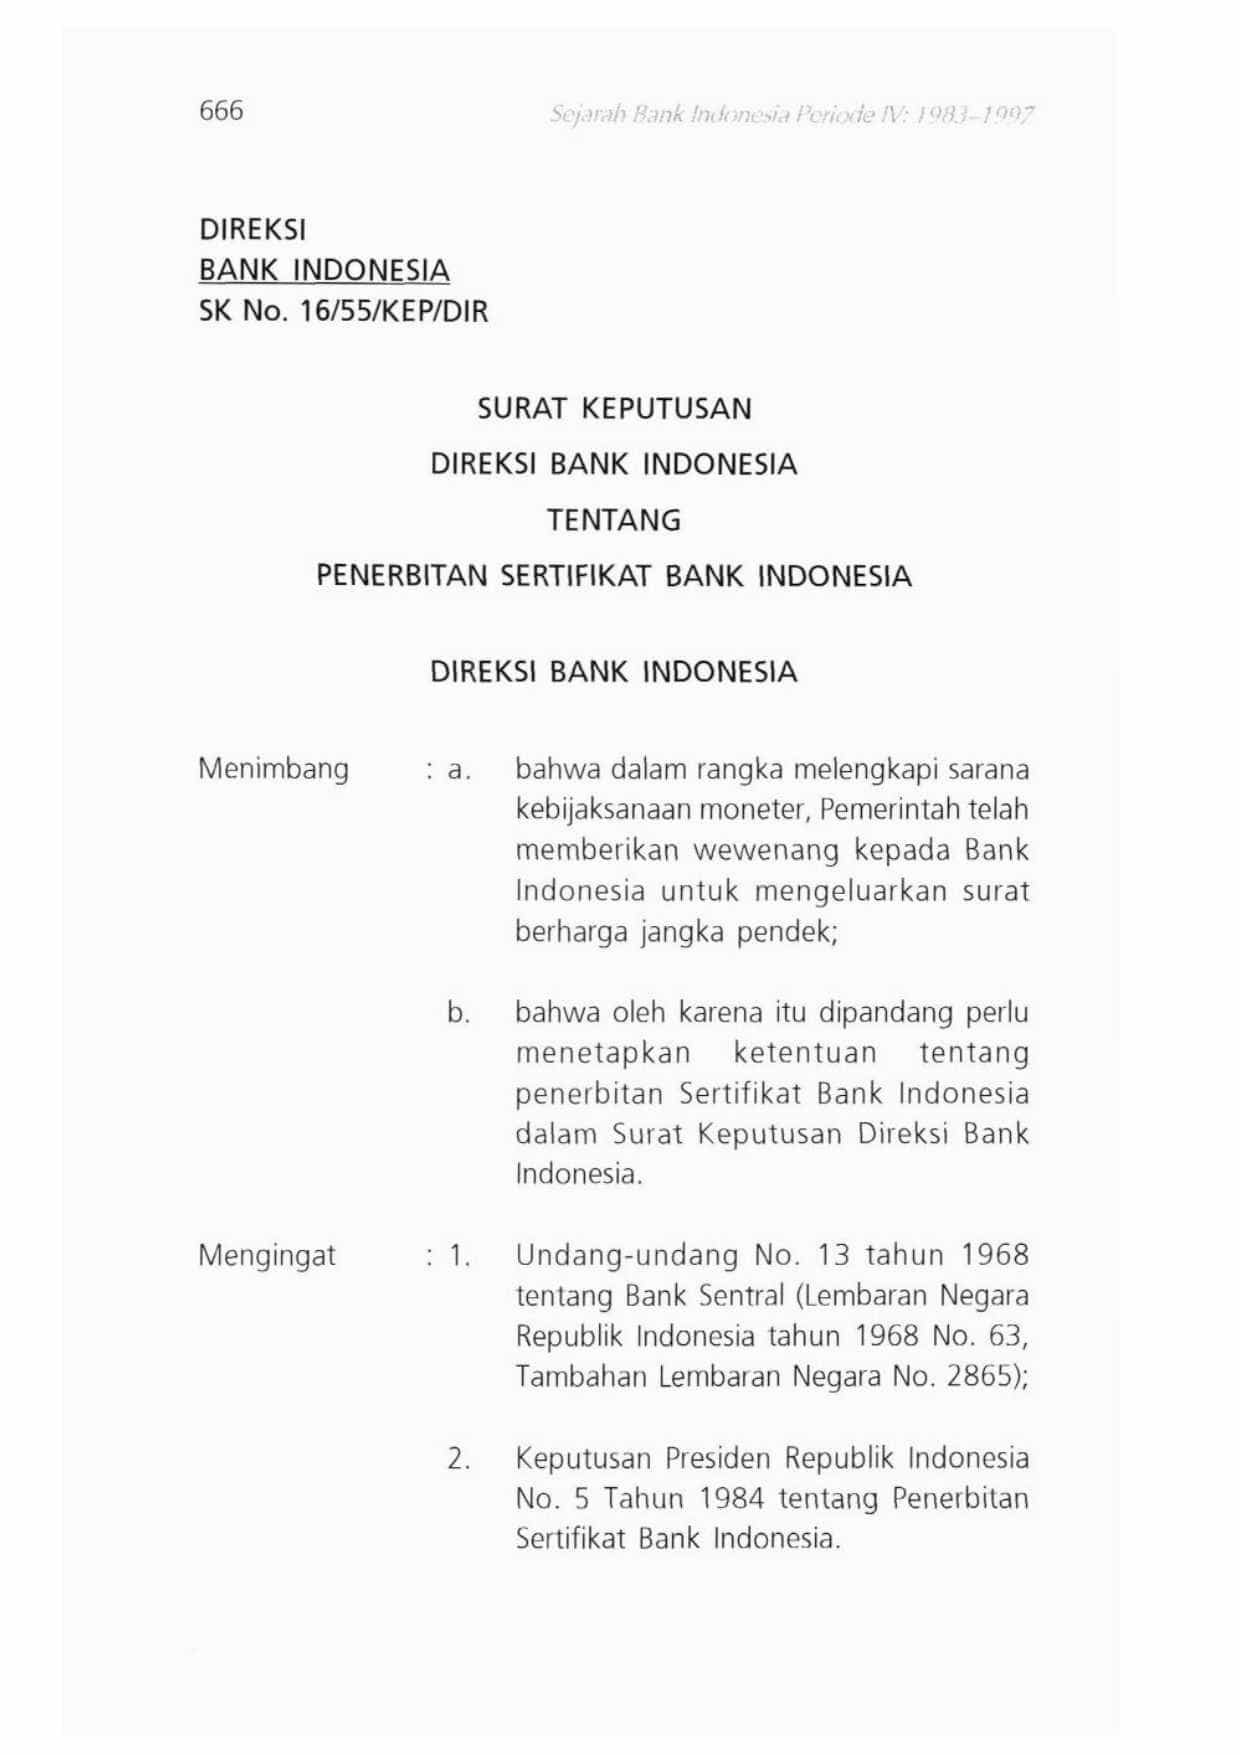 666
Sejarah Bank Indonesia Periode IV: 1983–1997
DIREKSI
BANK INDONESIA
SK No. 16/55/KEP/DIR
SURAT KEPUTUSAN
DIREKSI BANK INDONESIA
TENTANG
PENERBITAN SERTIFIKAT BANK INDONESIA
DIREKSI BANK INDONESIA
Menimbang : a. bahwa dalam rangka melengkapi sarana
kebijaksanaan moneter, Pemerintah telah
memberikan wewenang kepada Bank
Indonesia untuk mengeluarkan surat
berharga jangka pendek;
b. bahwa oleh karena itu dipandang perlu
menetapkan ketentuan tentang
penerbitan Sertifikat Bank Indonesia
dalam Surat Keputusan Direksi Bank
Indonesia.
Mengingat : 1. Undang-undang No. 13 tahun 1968
tentang Bank Sentral (Lembaran Negara
Republik Indonesia tahun 1968 No. 63,
Tambahan Lembaran Negara No. 2865);
2. Keputusan Presiden Republik Indonesia
No. 5 Tahun 1984 tentang Penerbitan
Sertifikat Bank Indonesia.